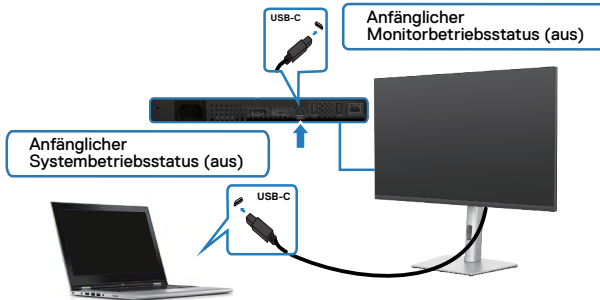 USB-C
Anfänglicher
Monitorbetriebsstatus (aus)
Anfänglicher
Systembetriebsstatus (aus)
USB-C